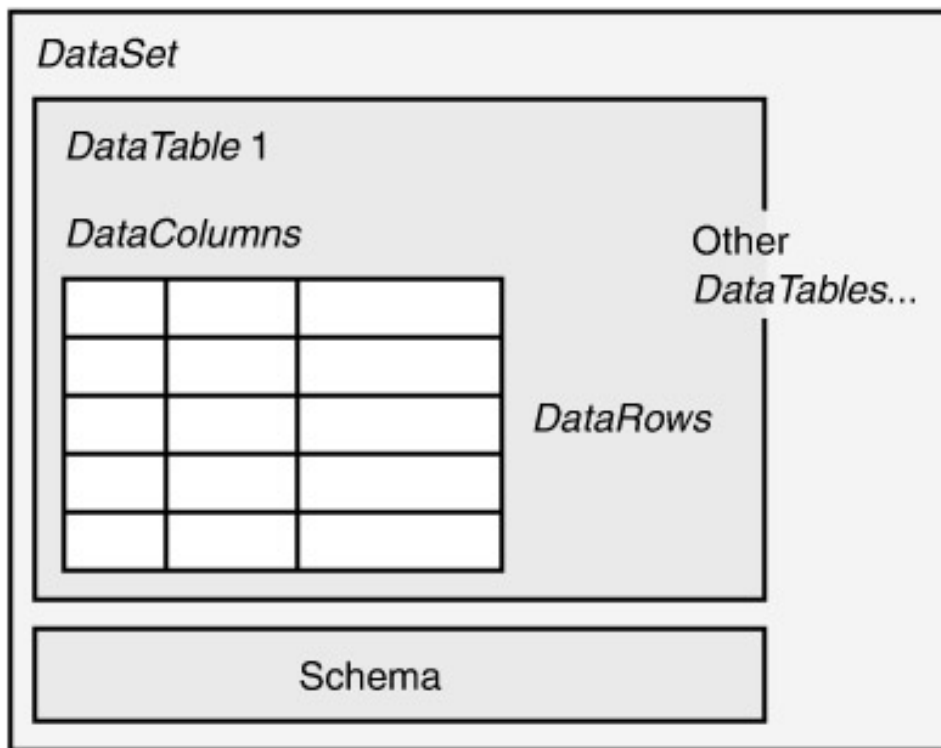 DataSet
DataTable 1
DataColumns
Other
DataTables...
DataRows
Schema